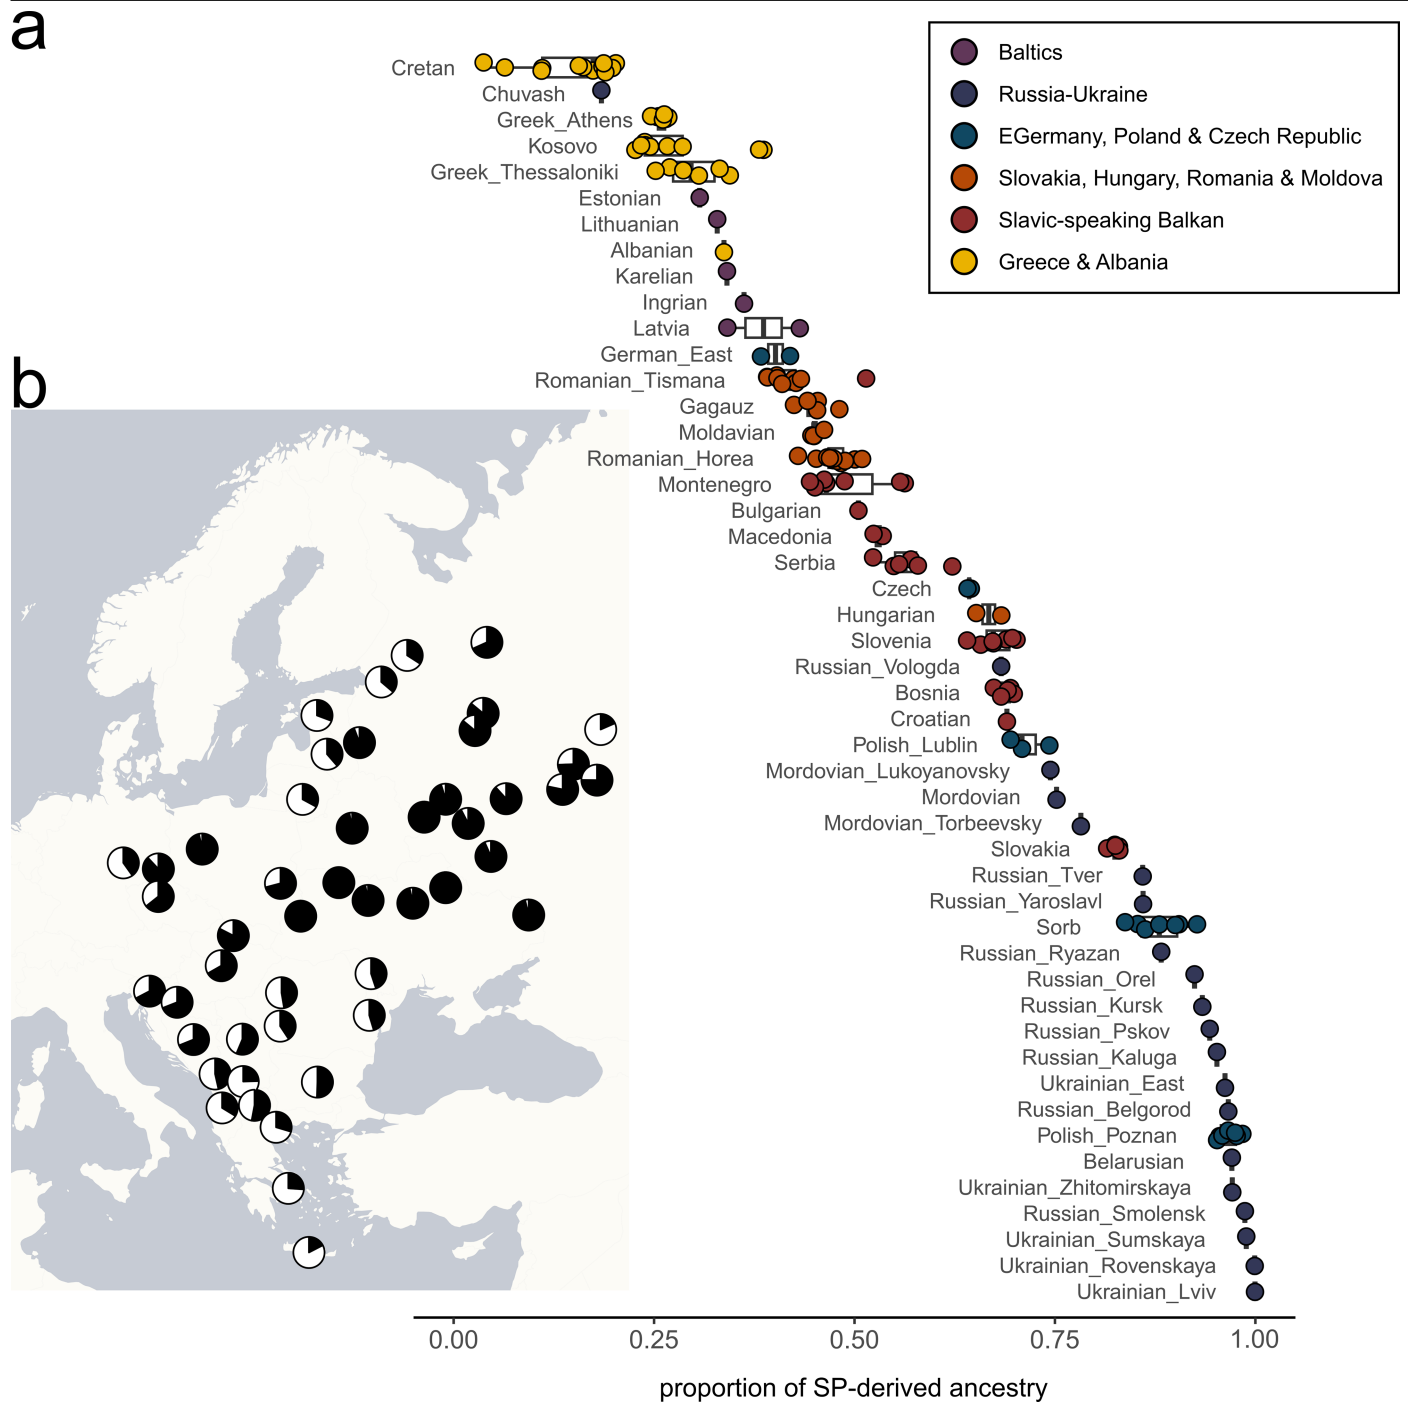 a
Baltics
Russia-Ukraine
EGermany, Poland & Czech Republic
Slovakia, Hungary, Romania & Moldova
Slavic-speaking Balkan
Greece & Albania
Cretan
Chuvash
Greek_Athens
Kosovo
Greek_Thessaloniki
Estonian
Lithuanian
Albanian
Karelian
Ingrian
Latvia
German_East
Romanian_Tismana
Gagauz
Moldavian
Romanian_Horea
Montenegro
Bulgarian
Macedonia
Serbia
Czech
Hungarian
Slovenia
Russian_Vologda
Bosnia
Croatian
Polish_Lublin
Mordovian_Lukoyanovsky
Mordovian
Mordovian_Torbeevsky
Slovakia
Russian_Tver
Russian_Yaroslavl
Sorb
Russian_Ryazan
Russian_Orel
Russian_Kursk
Russian_Pskov
Russian_Kaluga
Ukrainian_East
Russian_Belgorod
Polish_Poznan
Belarusian
Ukrainian_Zhitomirskaya
Russian_Smolensk
Ukrainian_Sumskaya
Ukrainian_Rovenskaya
Ukrainian_Lviv
0.00 0.25 0.50 0.75 1.00
proportion of SP-derived ancestry
b